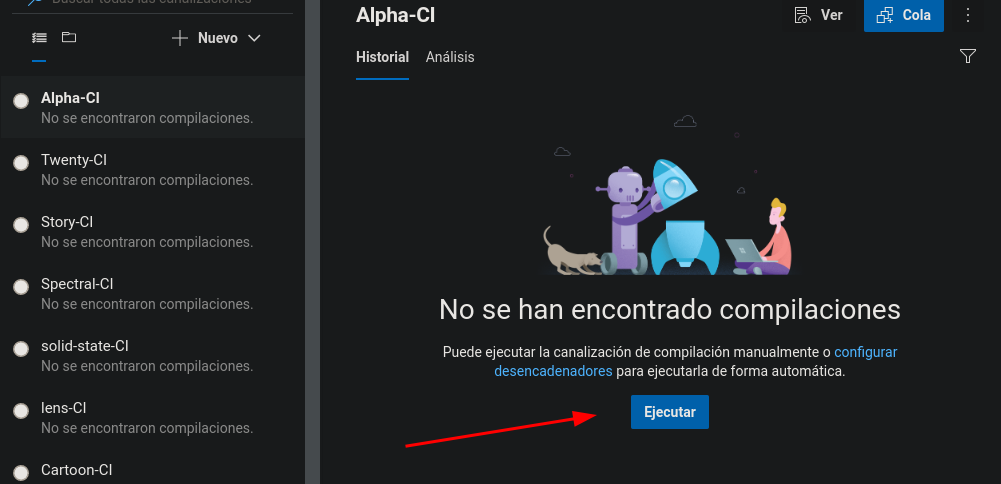 Buscar todas las canalizaciones
Nuevo
Alpha-CI
No se encontraron compilaciones.
Twenty-CI
No se encontraron compilaciones.
Story-CI
No se encontraron compilaciones.
Spectral-CI
No se encontraron compilaciones.
solid-state-CI
No se encontraron compilaciones.
lens-CI
No se encontraron compilaciones.
Cartoon-CI
Alpha-CI
Ver
Cola
Historial
Análisis
No se han encontrado compilaciones
Puede ejecutar la canalización de compilación manualmente o configurar
desencadenadores para ejecutarla de forma automática.
Ejecutar